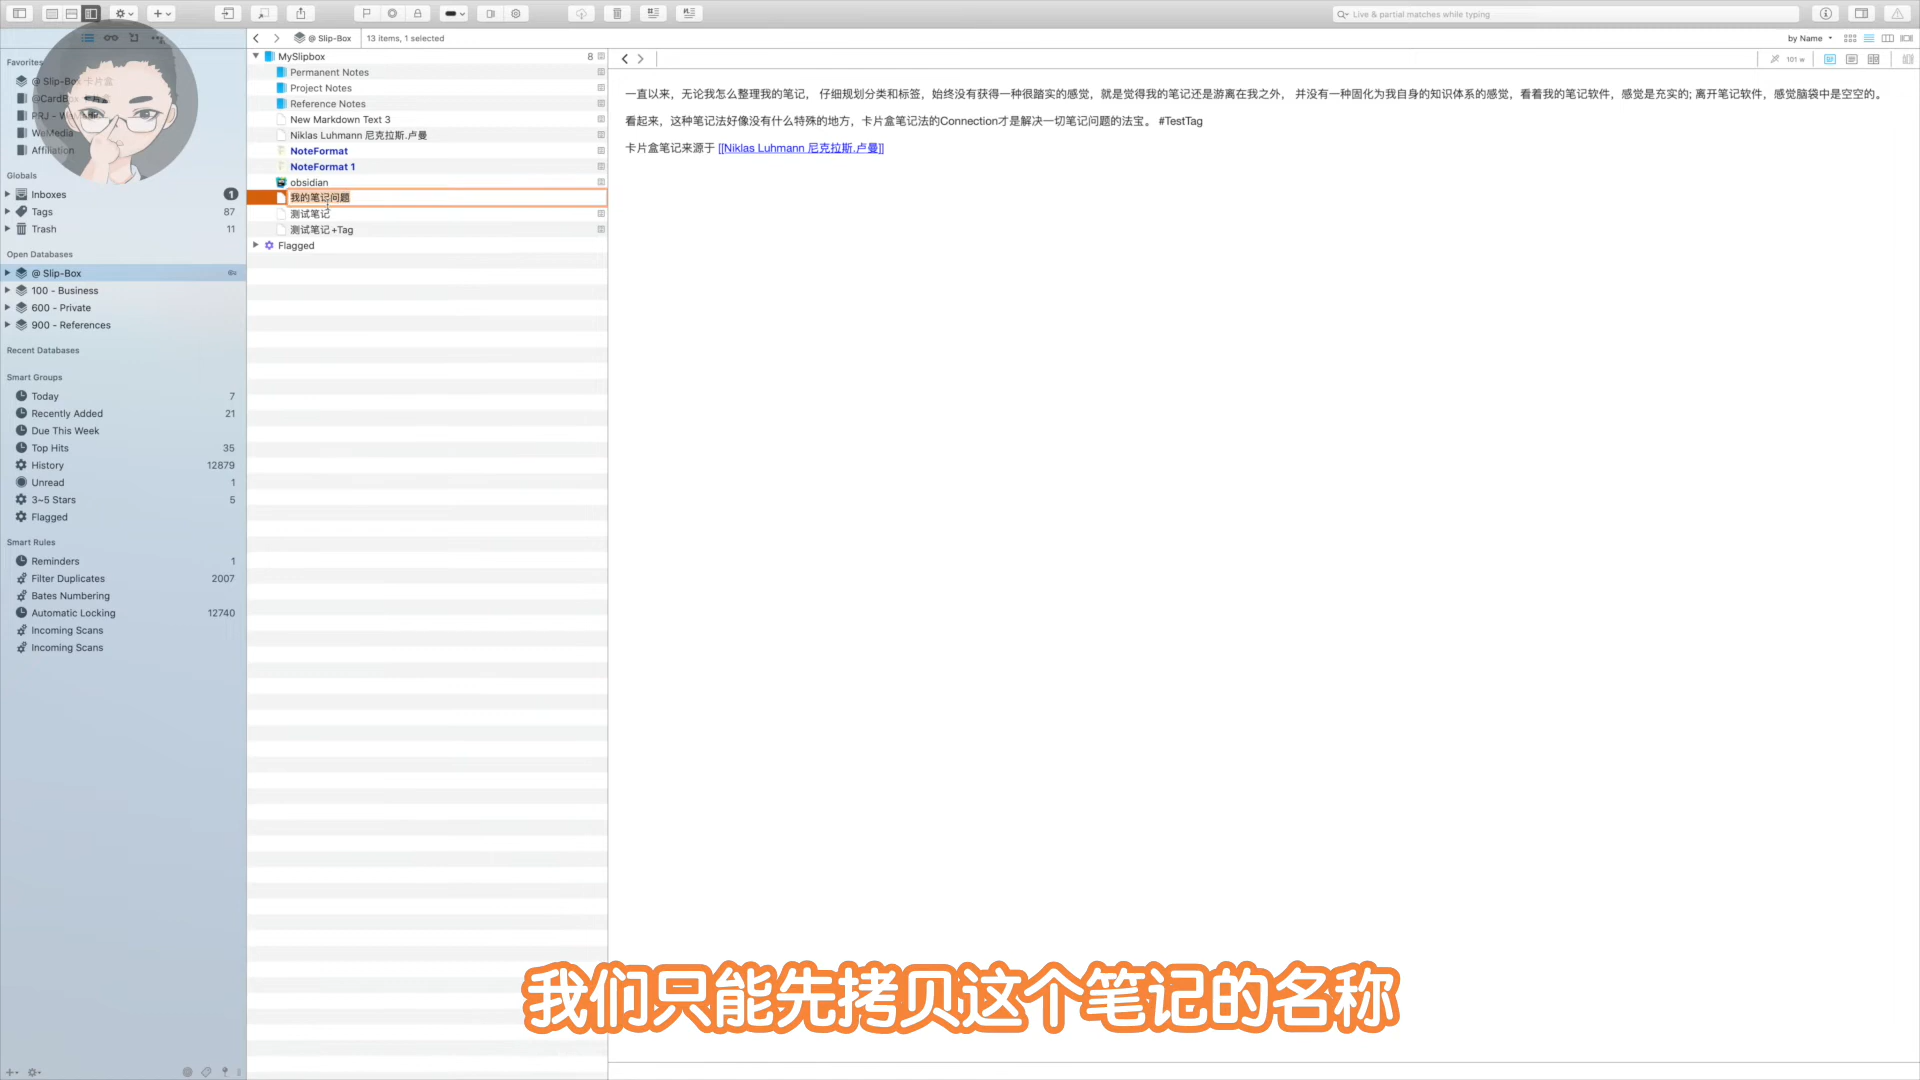 Live & partial matches while typing
Favorites
@ Slip-Box 卡片盒
@CardBox 卡片盒
WeMedia
Affiliation
Globals
Inboxes 1
Tags 87
Trash 11
Open Databases
@ Slip-Box
100 - Business
600 - Private
900 - References
Recent Databases
Smart Groups
Today 7
Recently Added 21
Due This Week
Top Hits 35
History 12879
Unread 1
3~5 Stars 5
Flagged
Smart Rules
Reminders 1
Filter Duplicates 2007
Bates Numbering
Automatic Locking 12740
Incoming Scans
Incoming Scans
@ Slip-Box 13 items, 1 selected
by Name
MySlipbox 8
Permanent Notes
Project Notes
Reference Notes
New Markdown Text 3
Niklas Luhmann 尼克拉斯.卢曼
NoteFormat
NoteFormat 1
obsidian
我的笔记问题
测试笔记
测试笔记+Tag
Flagged
101 w
一直以来，无论我怎么整理我的笔记， 仔细规划分类和标签，始终没有获得一种很踏实的感觉，就是觉得我的笔记还是游离在我之外， 并没有一种固化为我自身的知识体系的感觉，看着我的笔记软件，感觉是充实的; 离开笔记软件，感觉脑袋中是空空的。
看起来，这种笔记法好像没有什么特殊的地方，卡片盒笔记法的Connection才是解决一切笔记问题的法宝。 #TestTag
卡片盒笔记来源于 [[Niklas Luhmann 尼克拉斯.卢曼]]
我们只能先拷贝这个笔记的名称